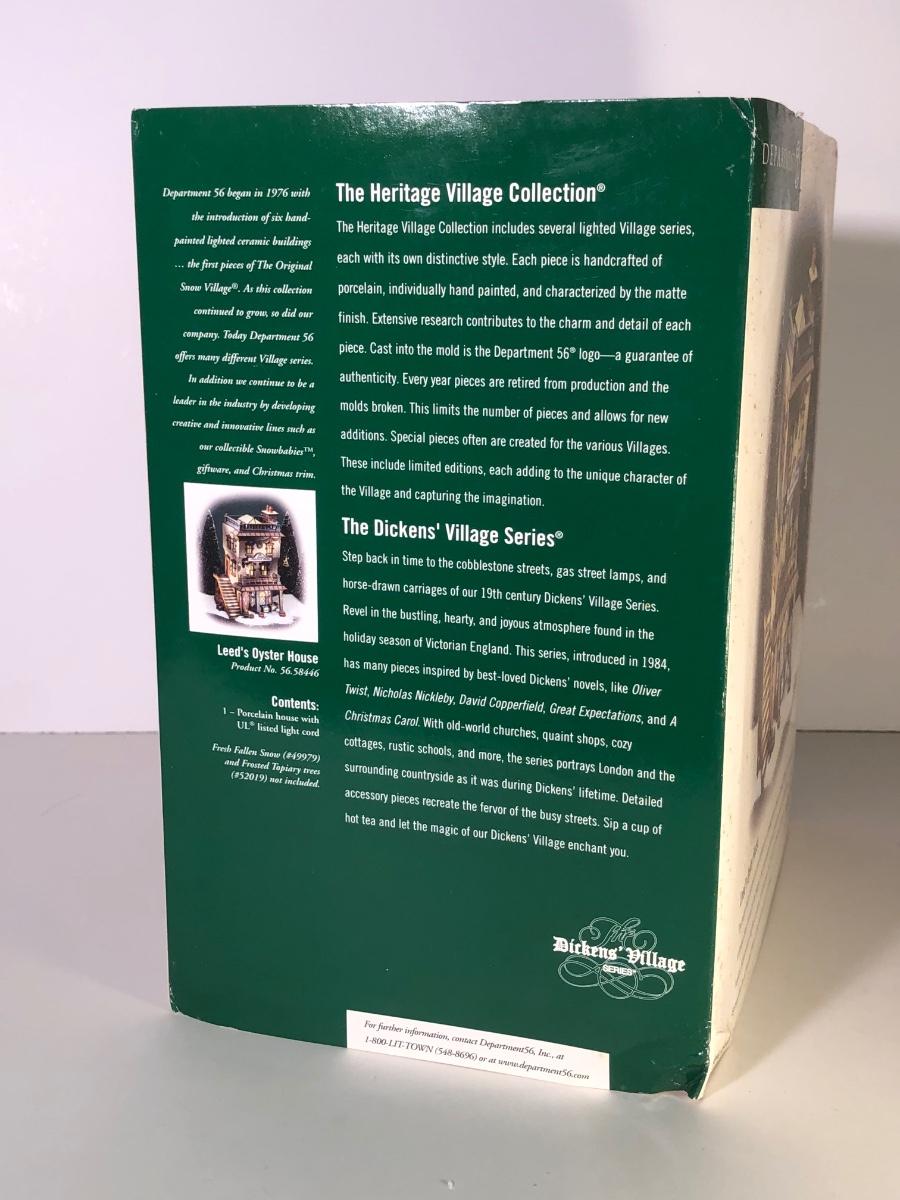 Department 56 began in 1976 with
the introduction of six hand-
painted lighted ceramic buildings
... the first pieces of The Original
Snow Village®. As this collection
continued to grow, so did our
company. Today Department 56
offers many different Village series.
In addition we continue to be a
leader in the industry by developing
creative and innovative lines such as
our collectible Snowbabies™,
giftware, and Christmas trim.
Leed's Oyster House
Product No. 56.58446
Contents:
1 – Porcelain house with
UL® listed light cord
Fresh Fallen Snow (#49979)
and Frosted Topiary trees
(#52019) not included.
The Heritage Village Collection®
The Heritage Village Collection includes several lighted Village series,
each with its own distinctive style. Each piece is handcrafted of
porcelain, individually hand painted, and characterized by the matte
finish. Extensive research contributes to the charm and detail of each
piece. Cast into the mold is the Department 56® logo—a guarantee of
authenticity. Every year pieces are retired from production and the
molds broken. This limits the number of pieces and allows for new
additions. Special pieces often are created for the various Villages.
These include limited editions, each adding to the unique character of
the Village and capturing the imagination.
The Dickens' Village Series®
Step back in time to the cobblestone streets, gas street lamps, and
horse-drawn carriages of our 19th century Dickens' Village Series.
Revel in the bustling, hearty, and joyous atmosphere found in the
holiday season of Victorian England. This series, introduced in 1984,
has many pieces inspired by best-loved Dickens' novels, like Oliver
Twist, Nicholas Nickleby, David Copperfield, Great Expectations, and A
Christmas Carol. With old-world churches, quaint shops, cozy
cottages, rustic schools, and more, the series portrays London and the
surrounding countryside as it was during Dickens' lifetime. Detailed
accessory pieces recreate the fervor of the busy streets. Sip a cup of
hot tea and let the magic of our Dickens' Village enchant you.
The
Dickens' Village
SERIES®
For further information, contact Department56, Inc., at
1-800-LIT-TOWN (548-8696) or at www.department56.com